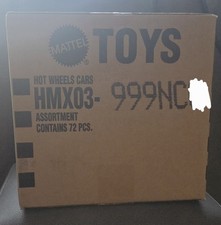 MATTEL
®
TOYS
HOT WHEELS CARS
HMX03- 999NC
ASSORTMENT
CONTAINS 72 PCS.